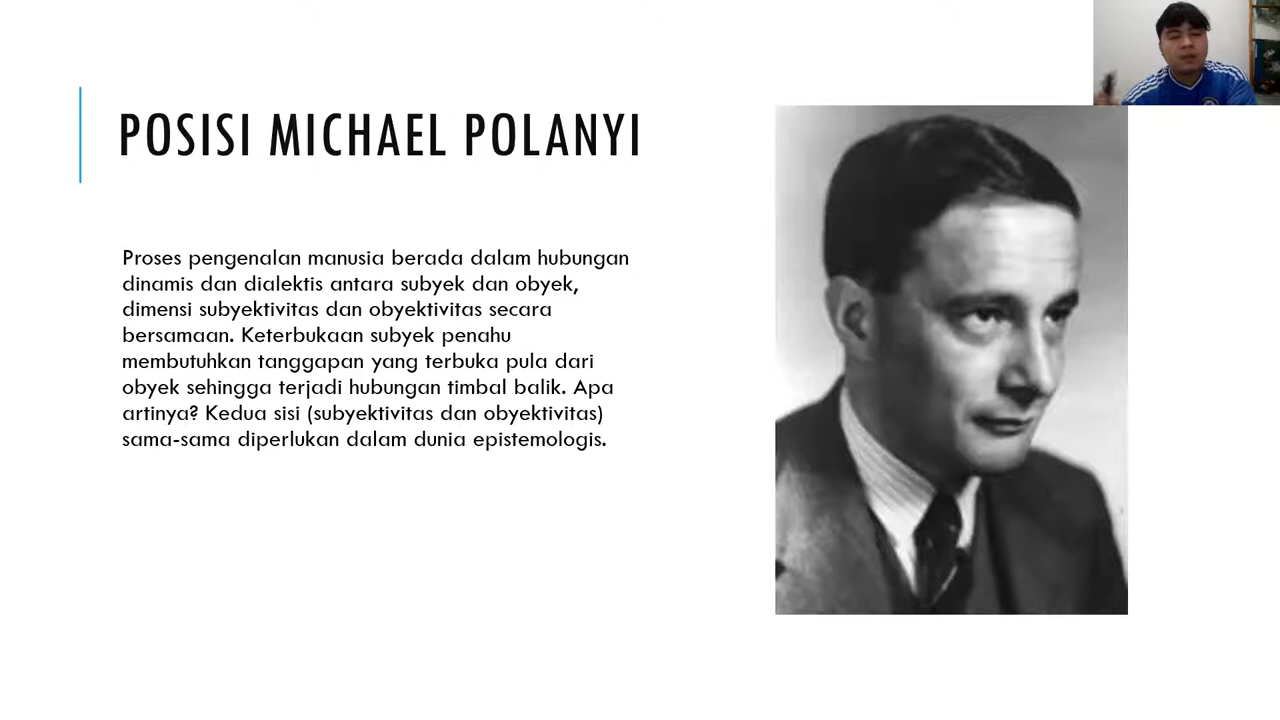 POSISI MICHAEL POLANYI
Proses pengenalan manusia berada dalam hubungan
dinamis dan dialektis antara subyek dan obyek,
dimensi subyektivitas dan obyektivitas secara
bersamaan. Keterbukaan subyek penahu
membutuhkan tanggapan yang terbuka pula dari
obyek sehingga terjadi hubungan timbal balik. Apa
artinya? Kedua sisi (subyektivitas dan obyektivitas)
sama-sama diperlukan dalam dunia epistemologis.